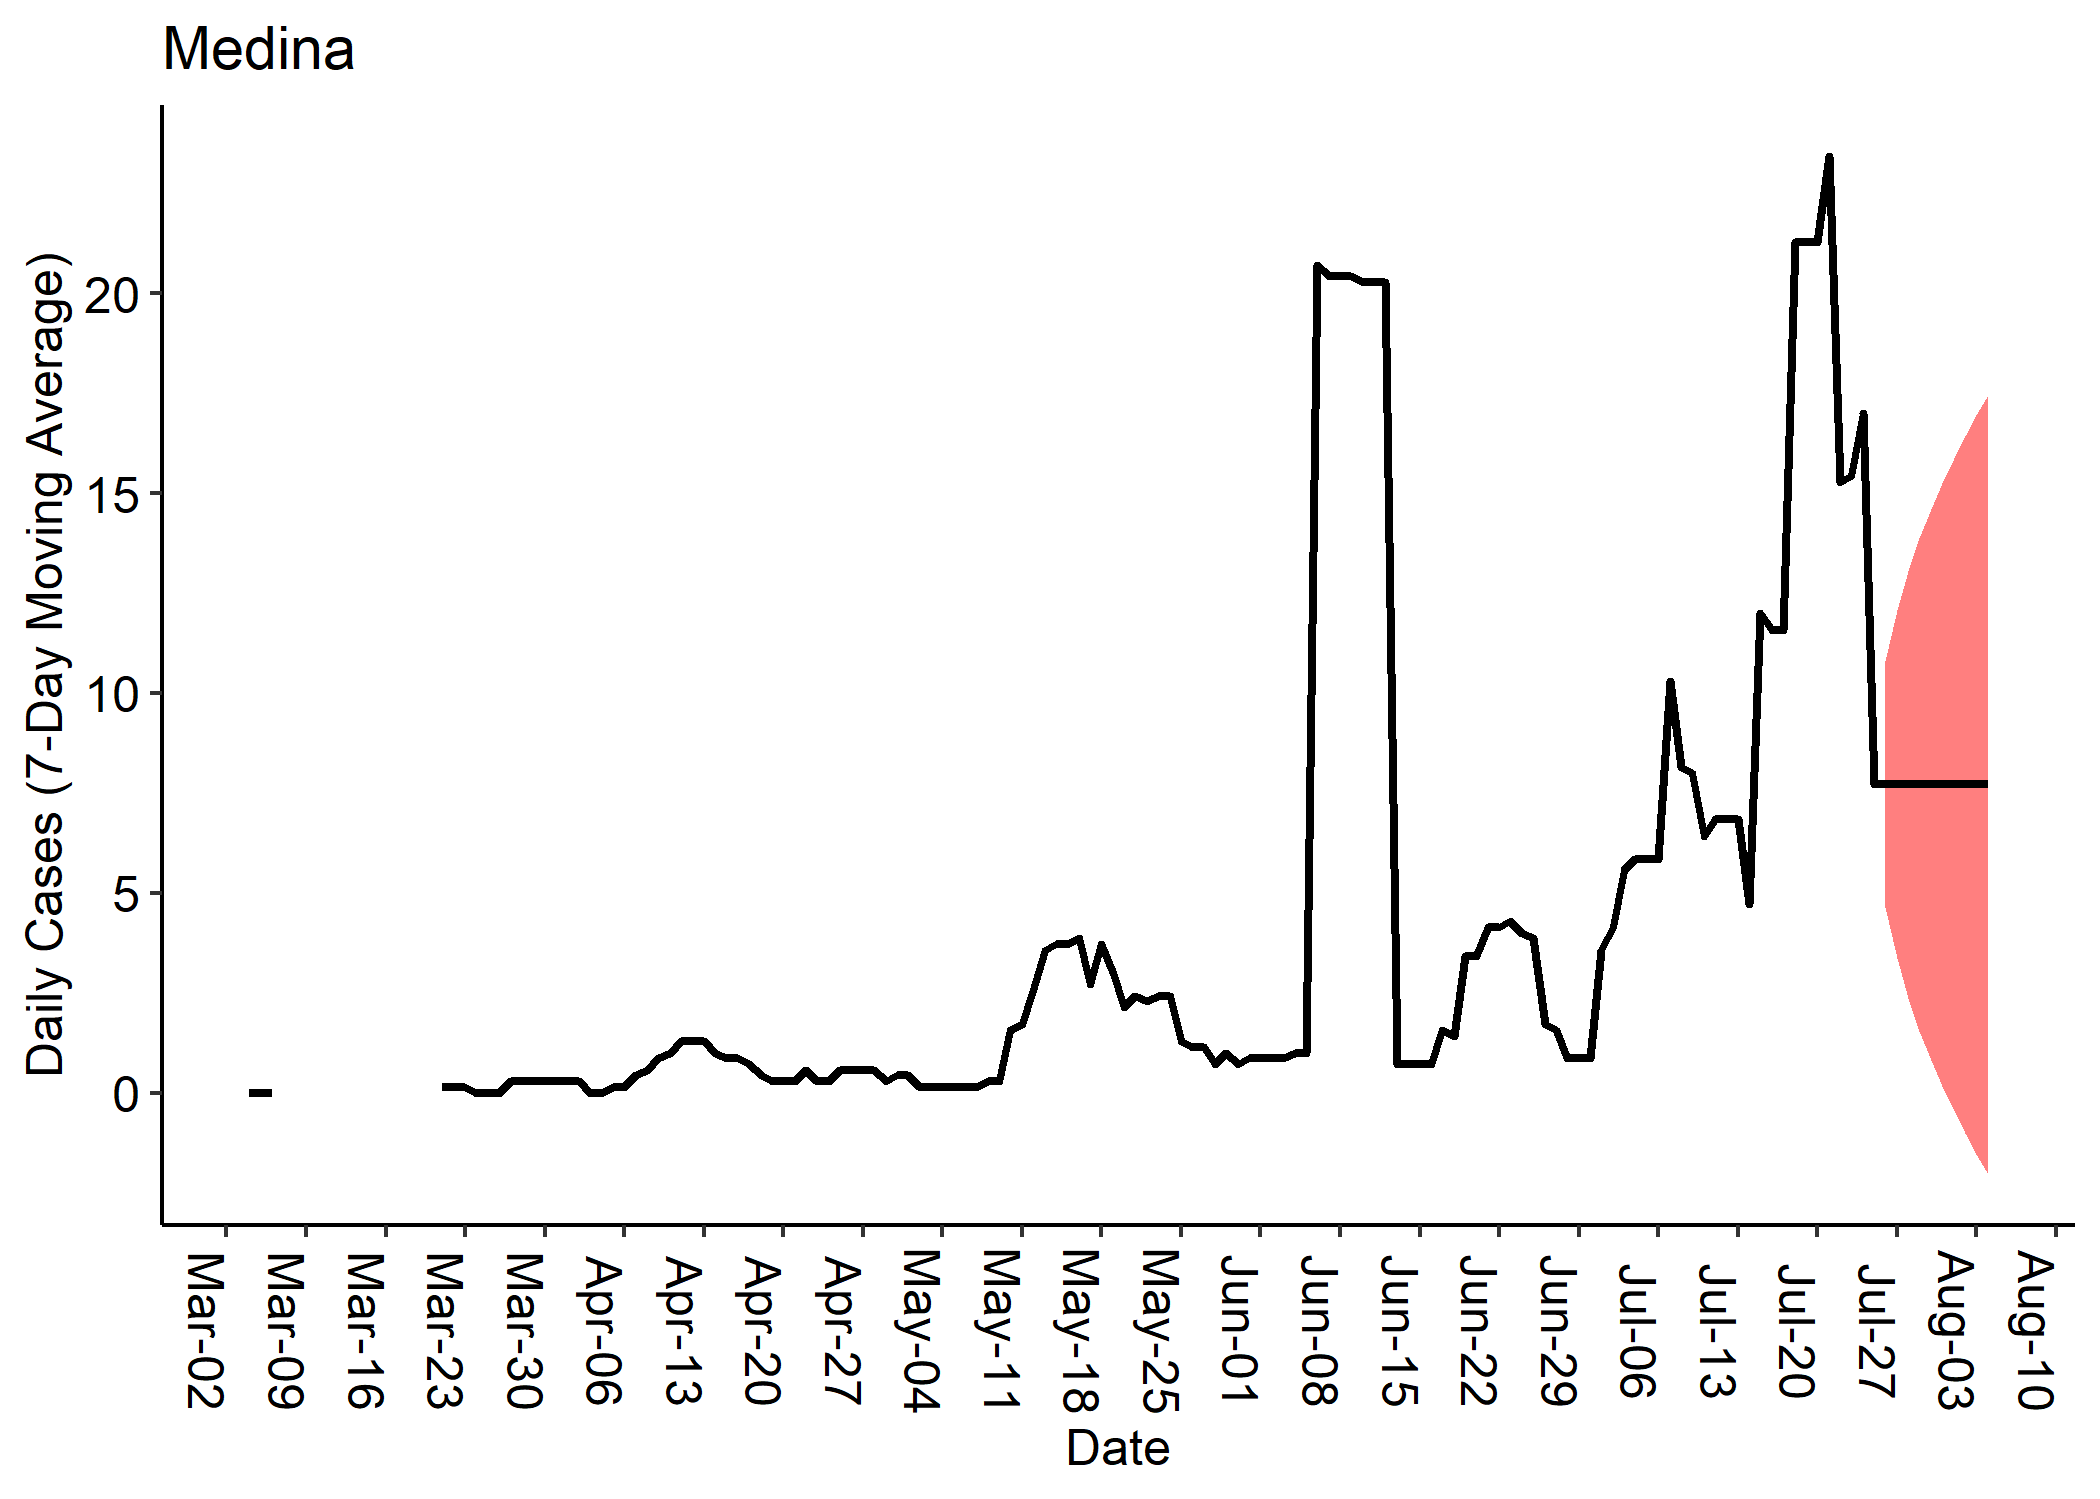 Medina
Daily Cases (7-Day Moving Average)
20
15
10
5
0
Mar-02
Mar-09
Mar-16
Mar-23
Mar-30
Apr-06
Apr-13
Apr-20
Apr-27
May-04
May-11
May-18
May-25
Jun-01
Jun-08
Jun-15
Jun-22
Jun-29
Jul-06
Jul-13
Jul-20
Jul-27
Aug-03
Aug-10
Date